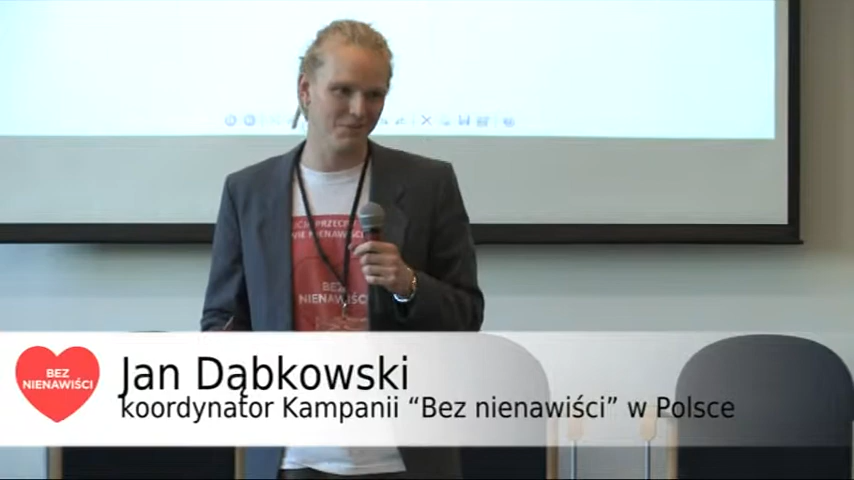 BEZ
NIENAWIŚCI
BEZ
NIENAWIŚCI
Jan Dąbkowski
koordynator Kampanii “Bez nienawiści” w Polsce